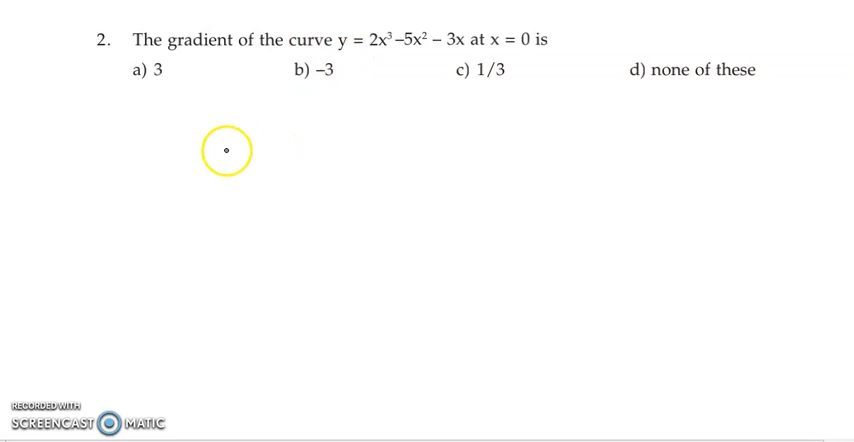 2. The gradient of the curve y = 2x³ –5x² – 3x at x = 0 is
a) 3 b) –3 c) 1/3 d) none of these
RECORDED WITH
SCREENCAST MATIC